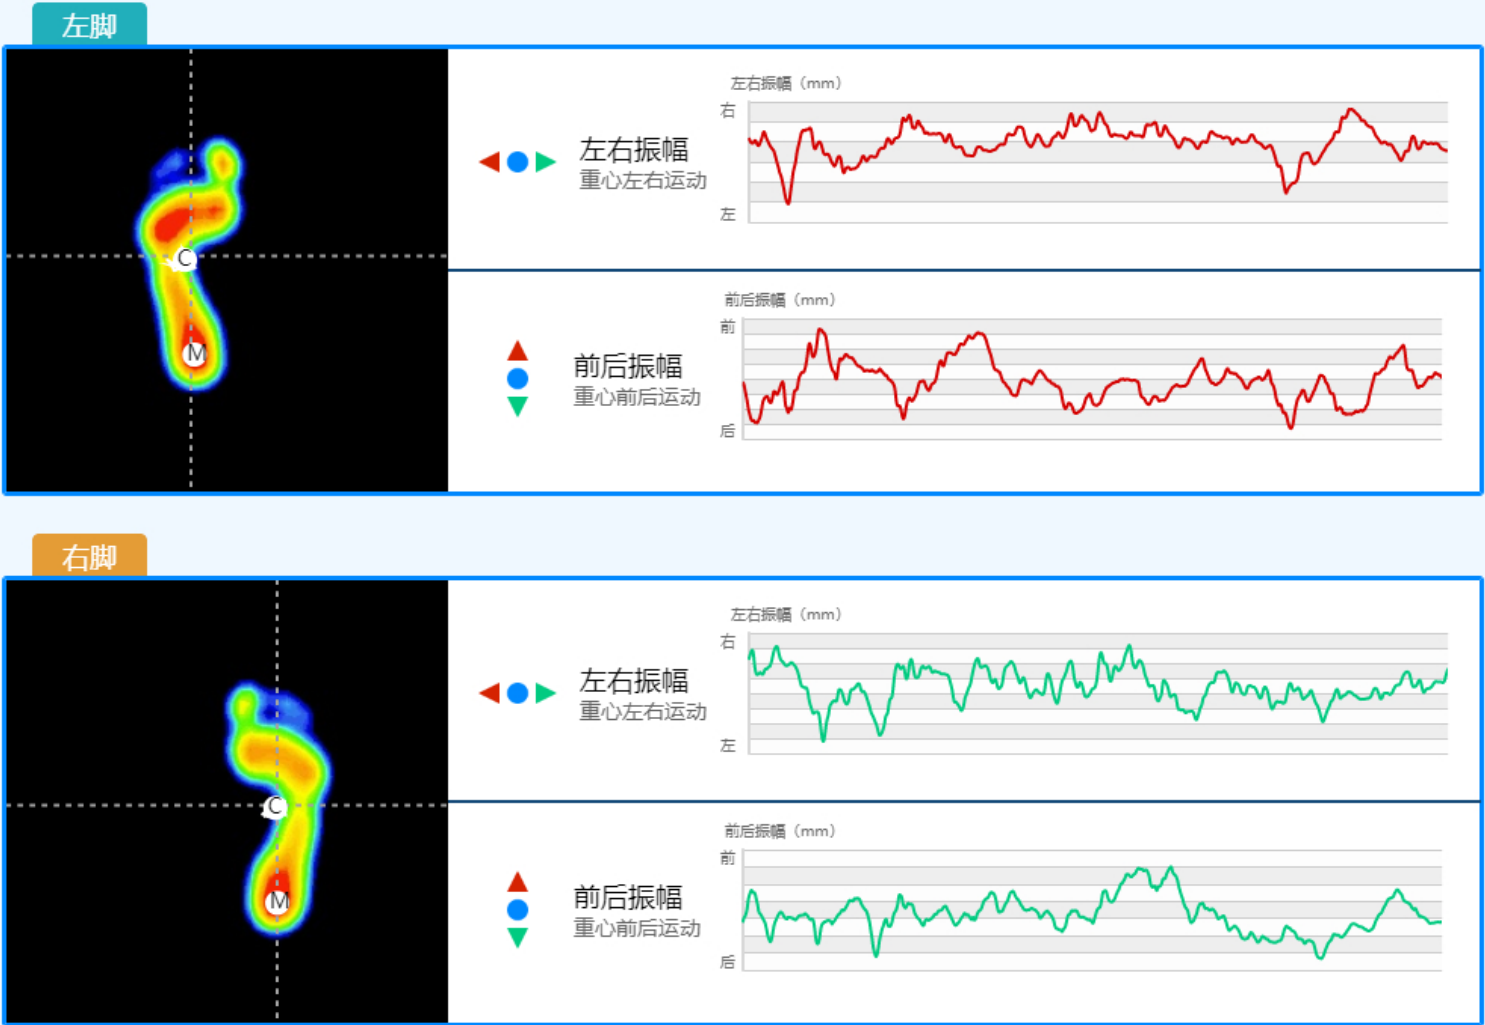 左脚
左右振幅（mm）
右
左右振幅
重心左右运动
左
C
M
前后振幅（mm）
前
前后振幅
重心前后运动
后
右脚
左右振幅（mm）
右
左右振幅
重心左右运动
左
C
M
前后振幅（mm）
前
前后振幅
重心前后运动
后